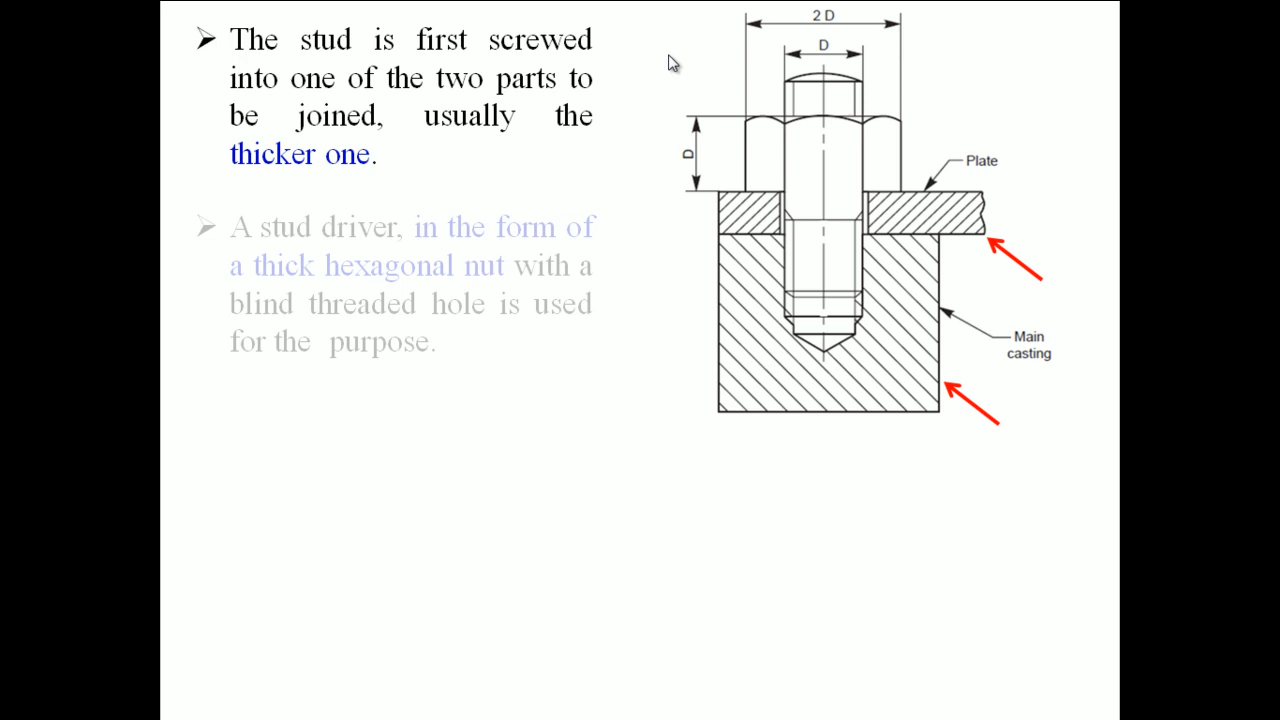 The stud is first screwed
into one of the two parts to
be joined, usually the
thicker one.
A stud driver, in the form of
a thick hexagonal nut with a
blind threaded hole is used
for the purpose.
2 D
D
D
Plate
Main
casting